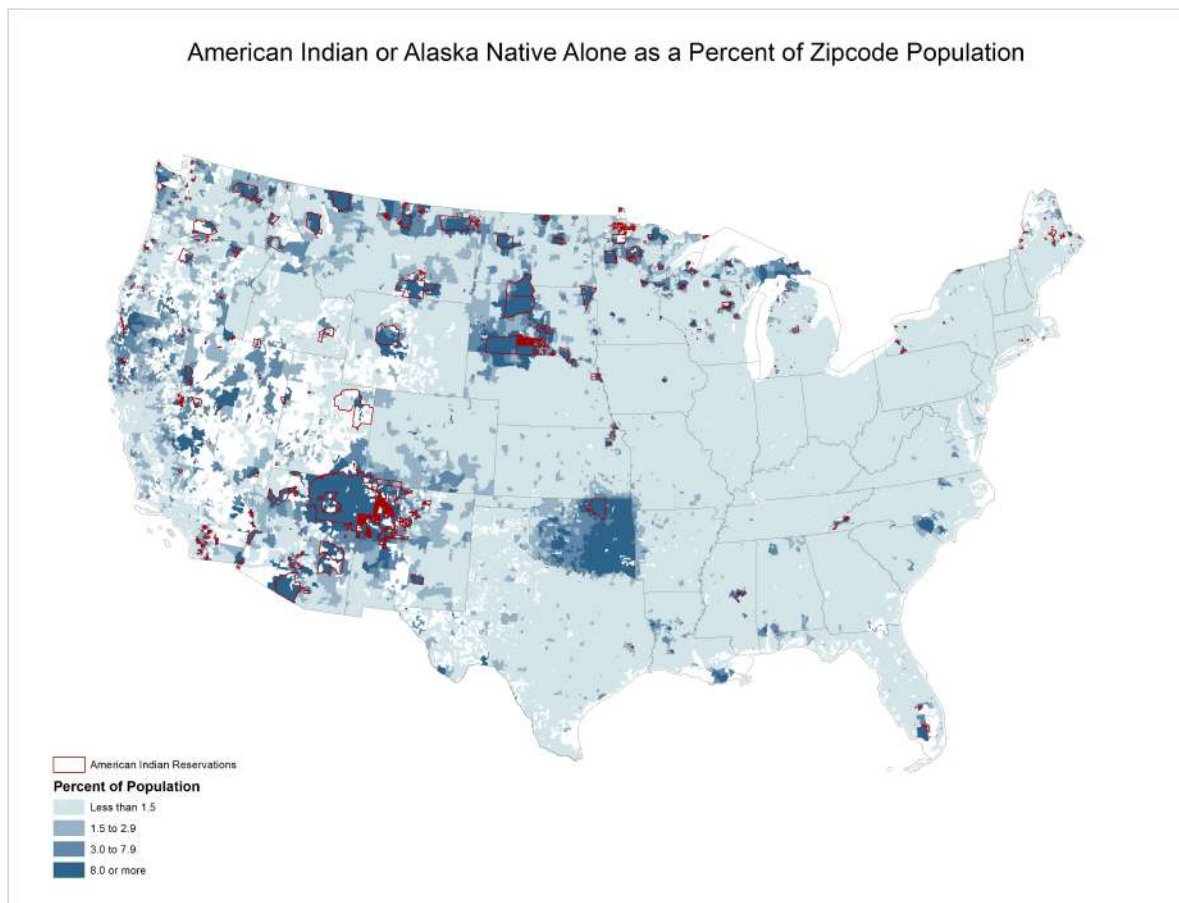 American Indian or Alaska Native Alone as a Percent of Zipcode Population
American Indian Reservations
Percent of Population
Less than 1.5
1.5 to 2.9
3.0 to 7.9
8.0 or more